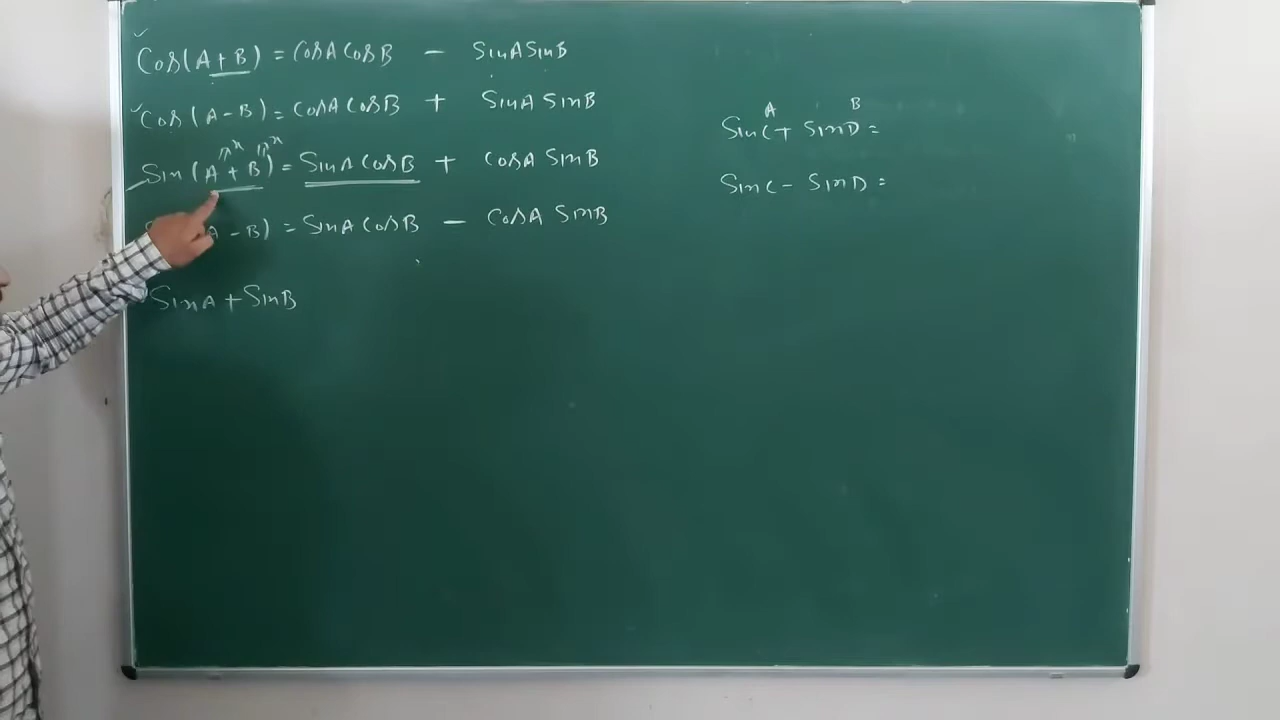 Cos(A+B) = CosA CosB - SinA SinB
Cos(A-B) = CosA CosB + SinA SinB
Sin(A+B) = SinA CosB + CosA SinB
A-B) = SinA CosB - CosA SinB
SinA + SinB
A B
SinC + SinD =
SinC - SinD =